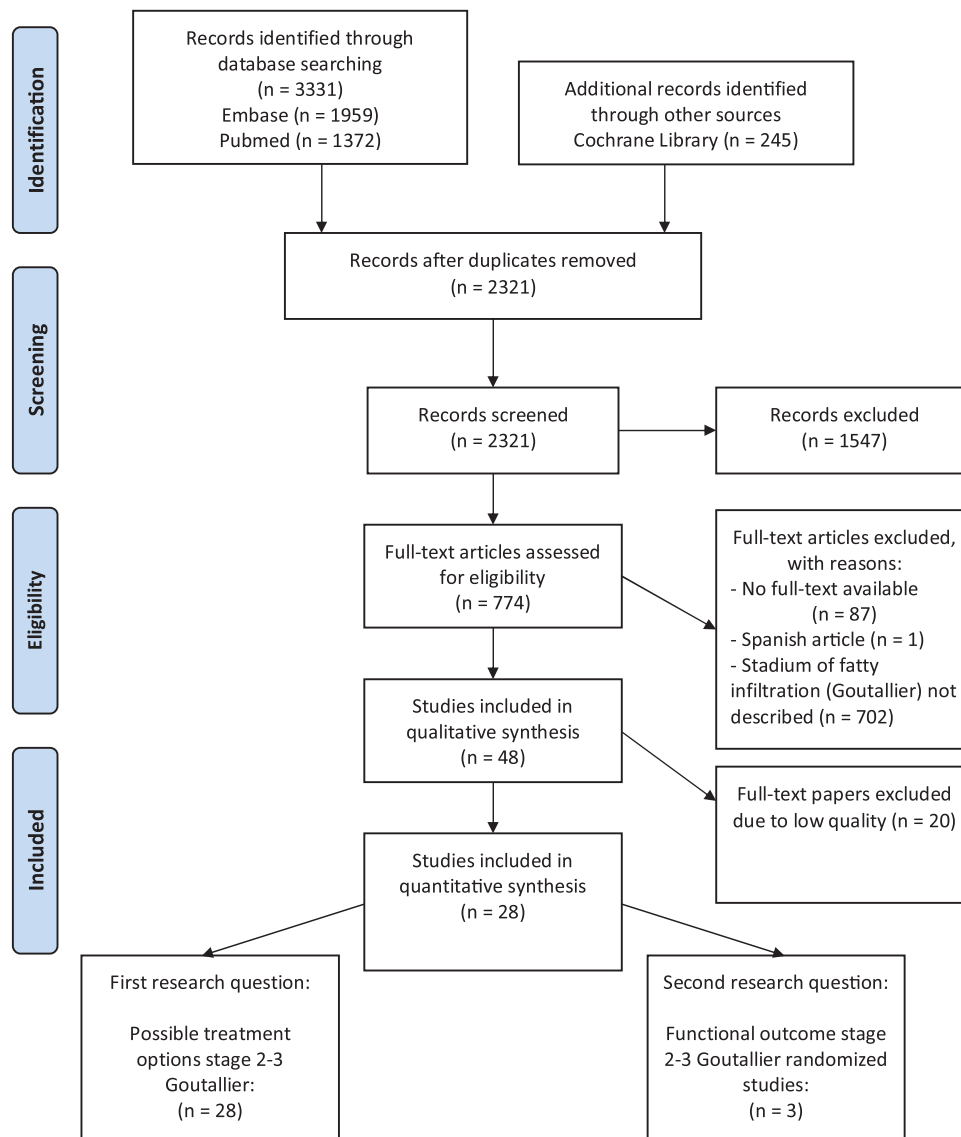 Identification
Records identified through
database searching
(n = 3331)
Embase (n = 1959)
Pubmed (n = 1372)
Additional records identified
through other sources
Cochrane Library (n = 245)
Records after duplicates removed
(n = 2321)
Screening
Records screened
(n = 2321)
Records excluded
(n = 1547)
Eligibility
Full-text articles assessed
for eligibility
(n = 774)
Full-text articles excluded,
with reasons:
- No full-text available
(n = 87)
- Spanish article (n = 1)
- Stadium of fatty
infiltration (Goutallier) not
described (n = 702)
Studies included in
qualitative synthesis
(n = 48)
Full-text papers excluded
due to low quality (n = 20)
Included
Studies included in
quantitative synthesis
(n = 28)
First research question:
Possible treatment
options stage 2-3
Goutallier:
(n = 28)
Second research question:
Functional outcome stage
2-3 Goutallier randomized
studies:
(n = 3)